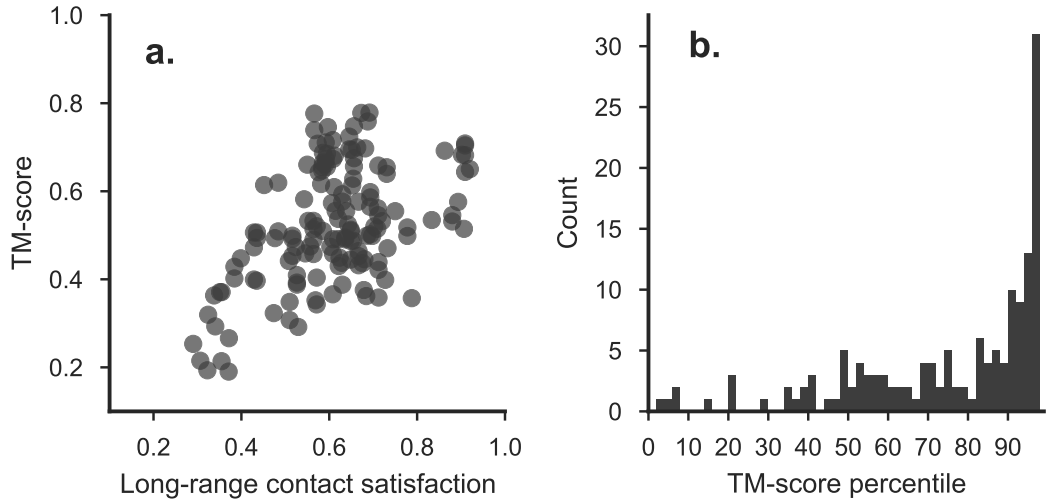 a.
TM-score
1.0
0.8
0.6
0.4
0.2
0.2 0.4 0.6 0.8 1.0
Long-range contact satisfaction
b.
Count
30
25
20
15
10
5
0
0 10 20 30 40 50 60 70 80 90
TM-score percentile